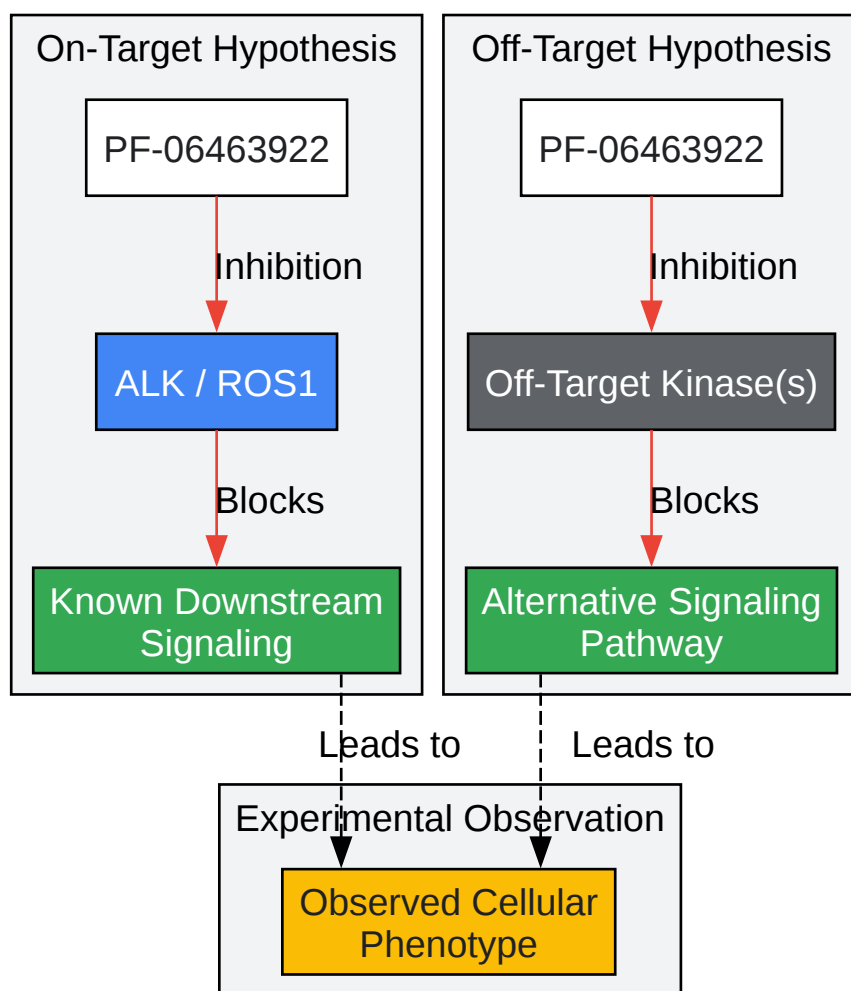 On-Target Hypothesis
PF-06463922
Inhibition
ALK / ROS1
Blocks
Known Downstream
Signaling
Leads to
Off-Target Hypothesis
PF-06463922
Inhibition
Off-Target Kinase(s)
Blocks
Alternative Signaling
Pathway
Leads to
Experimental Observation
Observed Cellular
Phenotype